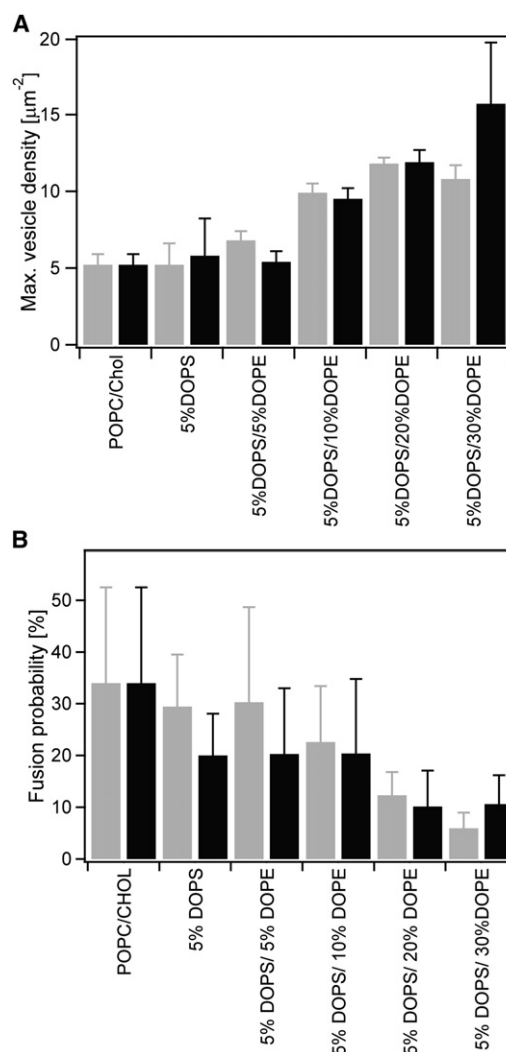 A
Max. vesicle density [μm-2]
20
15
10
5
0
POPC/Chol
5%DOPS
5%DOPS/5%DOPE
5%DOPS/10%DOPE
5%DOPS/20%DOPE
5%DOPS/30%DOPE
B
Fusion probability [%]
50
40
30
20
10
0
POPC/CHOL
5% DOPS
5% DOPS/ 5% DOPE
5% DOPS/ 10% DOPE
5% DOPS/ 20% DOPE
5% DOPS/ 30%DOPE